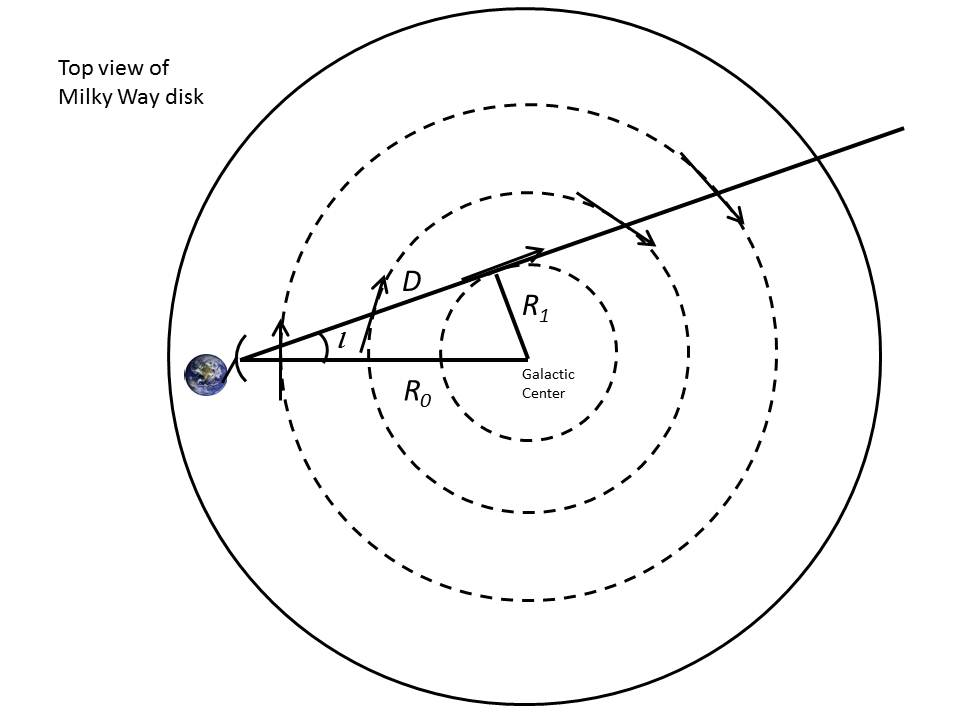 Top view of
Milky Way disk
D
R1
l
Galactic
Center
R0